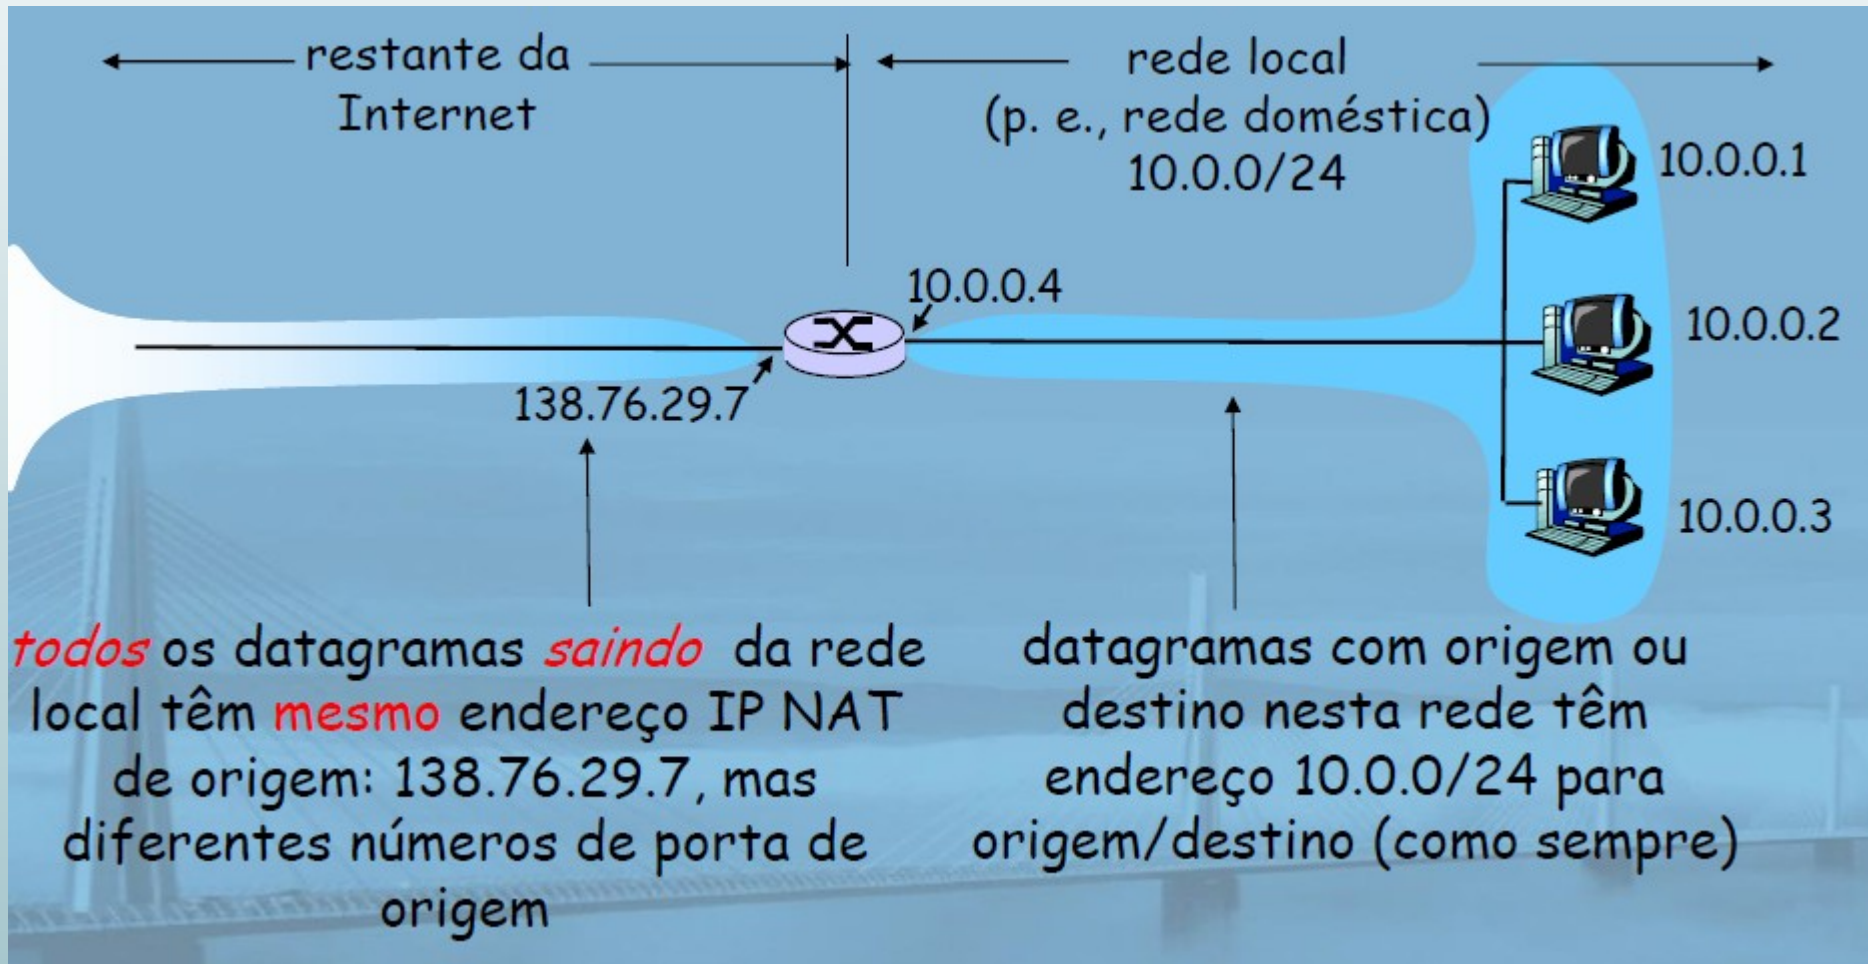 restante da
Internet
rede local
(p. e., rede doméstica)
10.0.0/24
10.0.0.1
10.0.0.4
10.0.0.2
138.76.29.7
10.0.0.3
todos os datagramas saindo da rede
local têm mesmo endereço IP NAT
de origem: 138.76.29.7, mas
diferentes números de porta de
origem
datagramas com origem ou
destino nesta rede têm
endereço 10.0.0/24 para
origem/destino (como sempre)